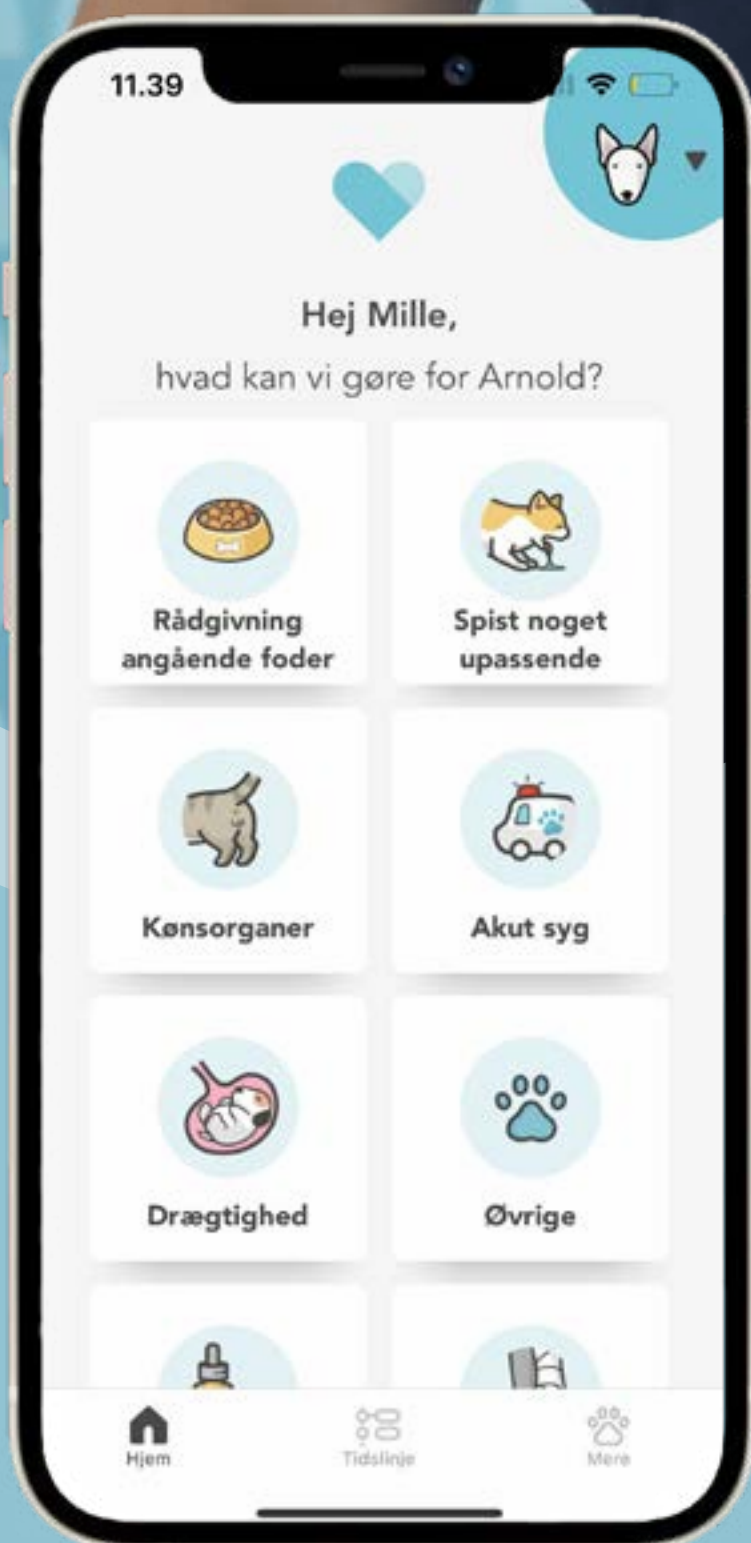 11.39
Hej Mille,
hvad kan vi gøre for Arnold?
Rådgivning
angående foder
Spist noget
upassende
Kønsorganer
Akut syg
Drægtighed
Øvrige
Hjem
Tidslinje
Mere